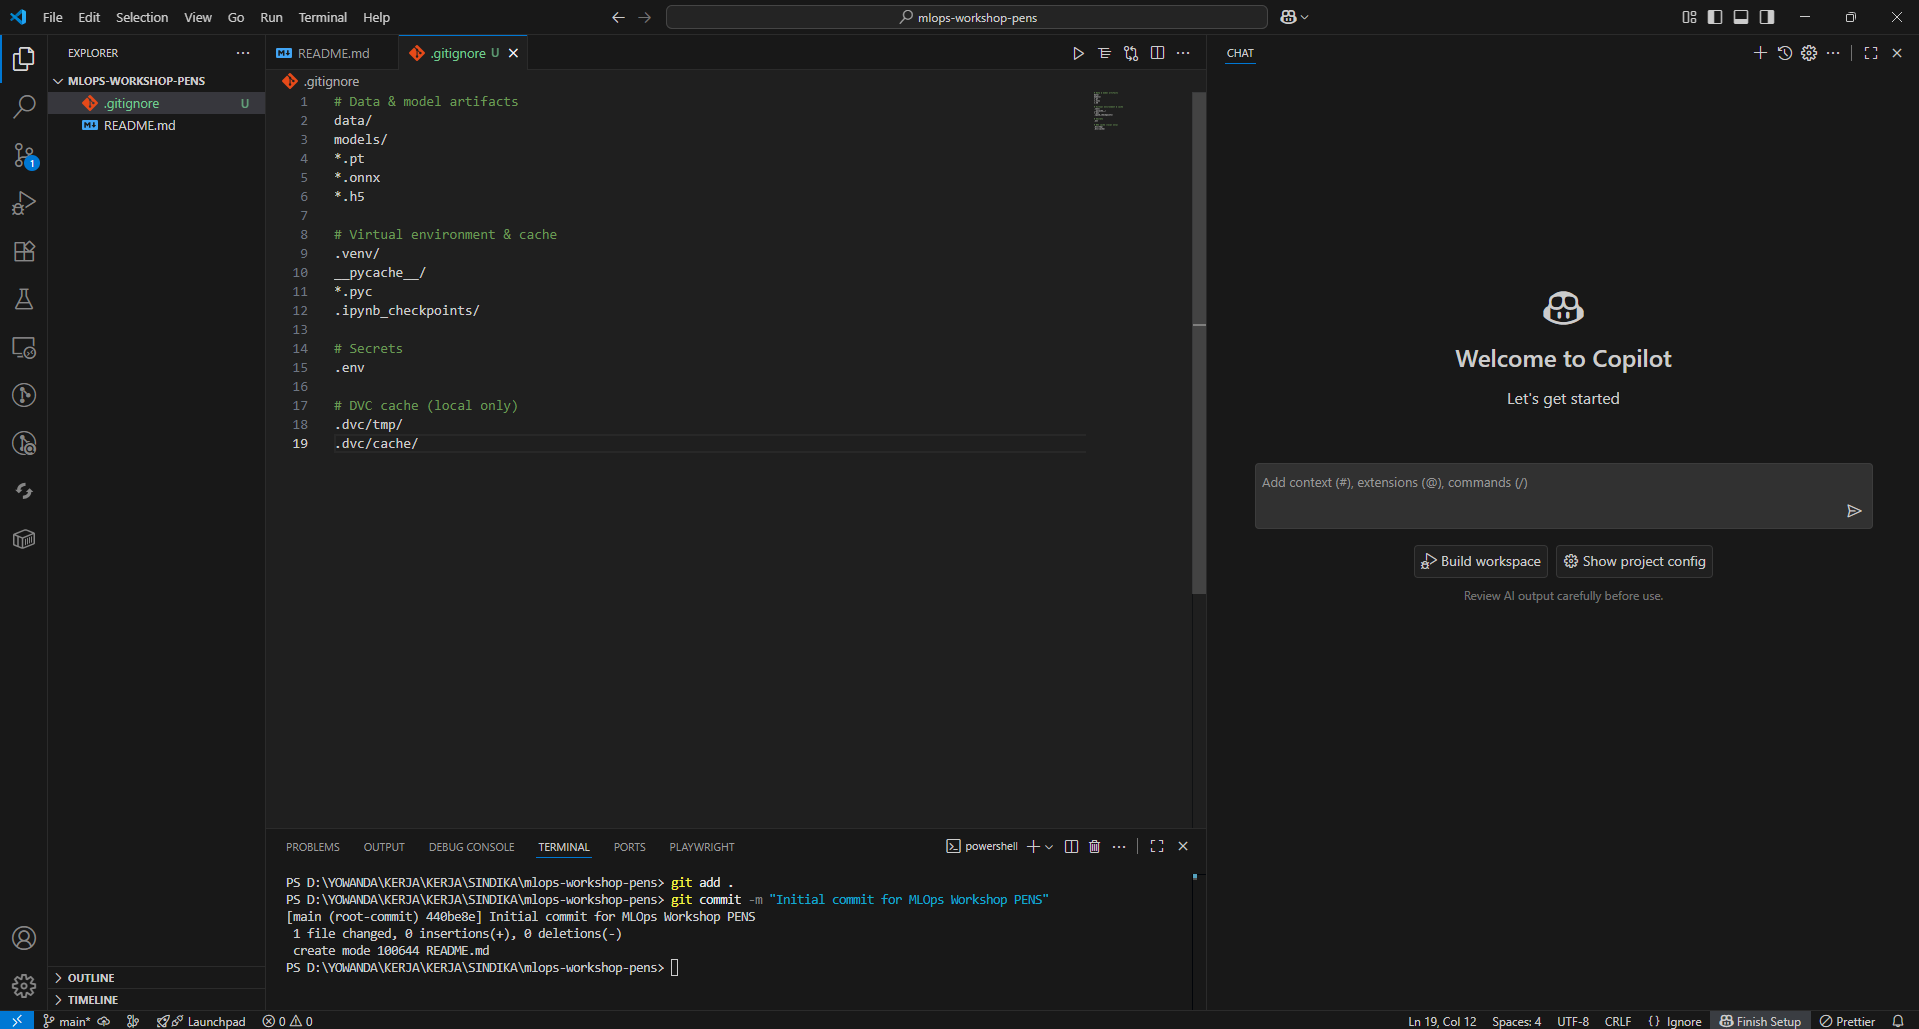 File Edit Selection View Go Run Terminal Help
mlops-workshop-pens
EXPLORER
MLOPS-WORKSHOP-PENS
.gitignore U
README.md
1
OUTLINE
TIMELINE
README.md
.gitignore U
.gitignore
1 # Data & model artifacts
2 data/
3 models/
4 *.pt
5 *.onnx
6 *.h5
7
8 # Virtual environment & cache
9 .venv/
10 __pycache__/
11 *.pyc
12 .ipynb_checkpoints/
13
14 # Secrets
15 .env
16
17 # DVC cache (local only)
18 .dvc/tmp/
19 .dvc/cache/
PROBLEMS OUTPUT DEBUG CONSOLE TERMINAL PORTS PLAYWRIGHT
powershell
PS D:\YOWANDA\KERJA\KERJA\SINDIKA\mlops-workshop-pens> git add .
PS D:\YOWANDA\KERJA\KERJA\SINDIKA\mlops-workshop-pens> git commit -m "Initial commit for MLOps Workshop PENS"
[main (root-commit) 440be8e] Initial commit for MLOps Workshop PENS
1 file changed, 0 insertions(+), 0 deletions(-)
create mode 100644 README.md
PS D:\YOWANDA\KERJA\KERJA\SINDIKA\mlops-workshop-pens>
CHAT
Welcome to Copilot
Let's get started
Add context (#), extensions (@), commands (/)
Build workspace
Show project config
Review AI output carefully before use.
main* Launchpad 0 0 Ln 19, Col 12 Spaces: 4 UTF-8 CRLF {} Ignore Finish Setup Prettier